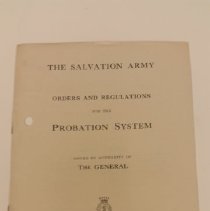 THE SALVATION ARMY
ORDERS AND REGULATIONS
FOR THE
PROBATION SYSTEM
ISSUED BY AUTHORITY OF
THE GENERAL